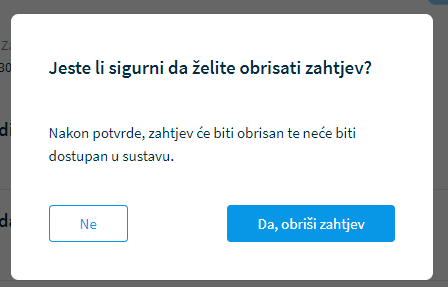 Jeste li sigurni da želite obrisati zahtjev?
Nakon potvrde, zahtjev će biti obrisan te neće biti
dostupan u sustavu.
Ne
Da, obriši zahtjev